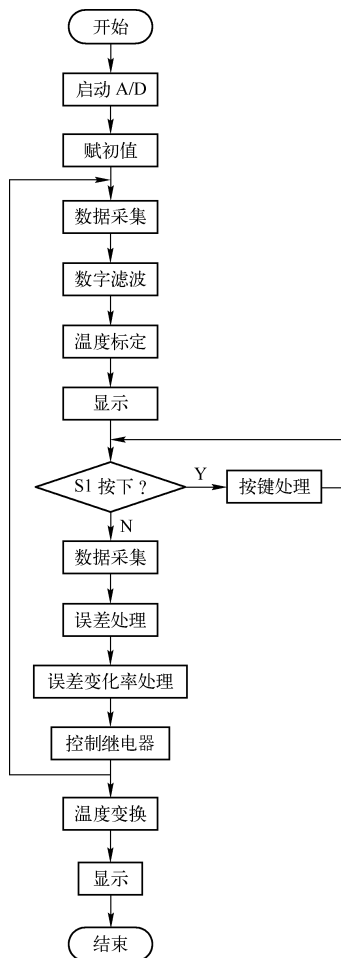 开始
启动 A/D
赋初值
数据采集
数字滤波
温度标定
显示
S1 按下？
Y
按键处理
N
数据采集
误差处理
误差变化率处理
控制继电器
温度变换
显示
结束